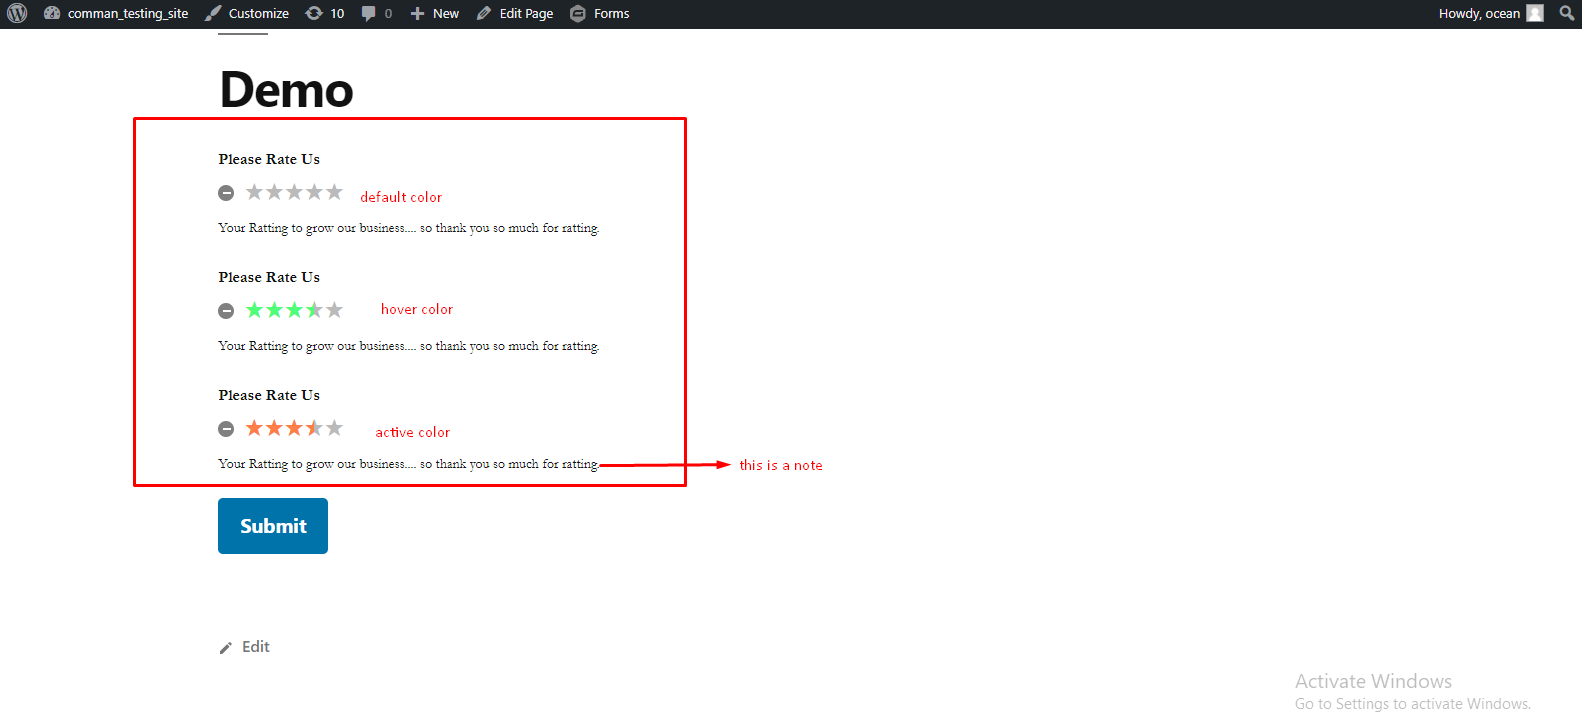 comman_testing_site Customize 10 0 New Edit Page Forms Howdy, ocean
Demo
Please Rate Us
default color
Your Ratting to grow our business.... so thank you so much for ratting.
Please Rate Us
hover color
Your Ratting to grow our business.... so thank you so much for ratting.
Please Rate Us
active color
Your Ratting to grow our business.... so thank you so much for ratting. this is a note
Submit
Edit
Activate Windows
Go to Settings to activate Windows.